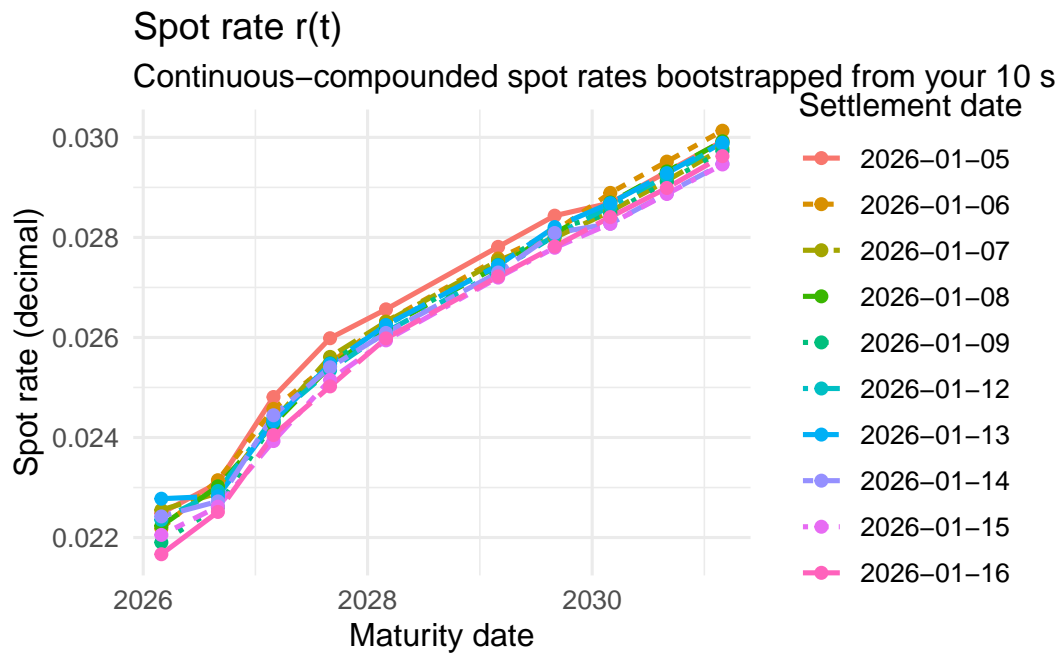 Spot rate r(t)
Continuous−compounded spot rates bootstrapped from your 10 s
Settlement date
2026−01−05
2026−01−06
2026−01−07
2026−01−08
2026−01−09
2026−01−12
2026−01−13
2026−01−14
2026−01−15
2026−01−16
Spot rate (decimal)
0.030
0.028
0.026
0.024
0.022
2026 2028 2030
Maturity date